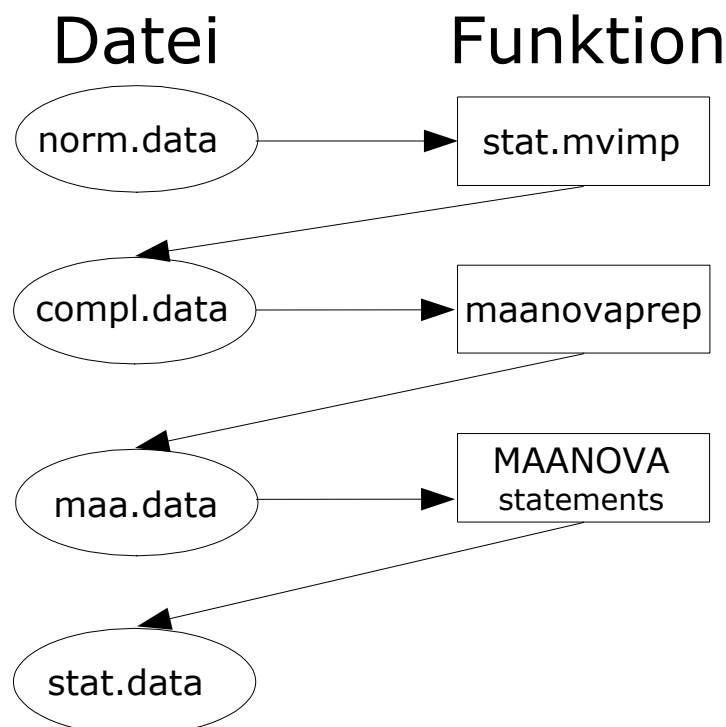 Datei
Funktion
norm.data
stat.mvimp
compl.data
maanovaprep
maa.data
MAANOVA
statements
stat.data